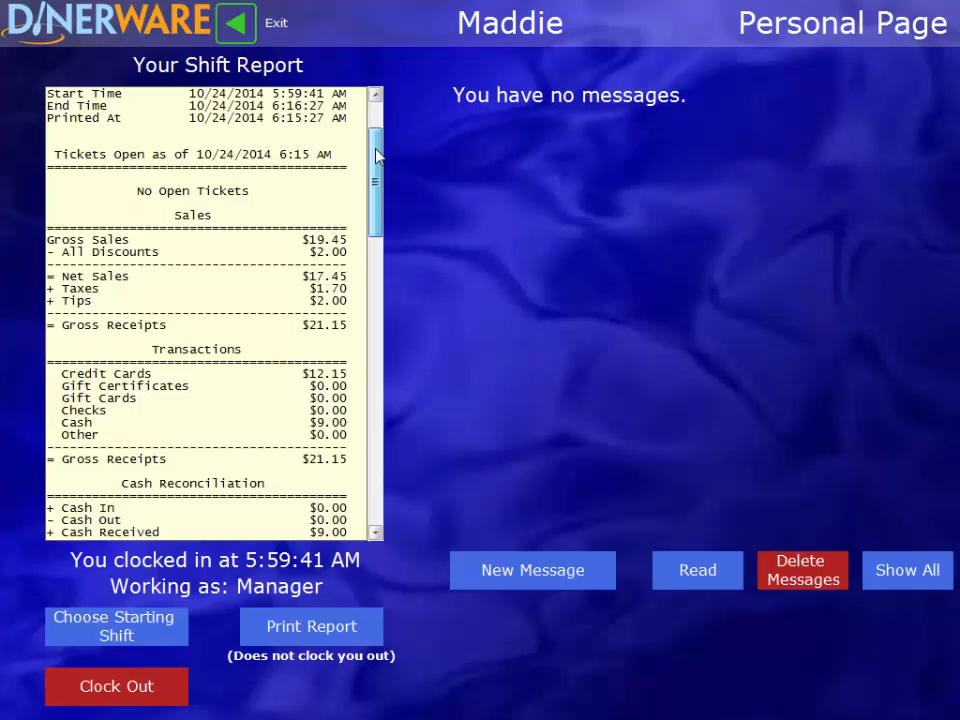 DINERWARE Exit Maddie Personal Page
Your Shift Report
Start Time 10/24/2014 5:59:41 AM
End Time 10/24/2014 6:16:27 AM
Printed At 10/24/2014 6:15:27 AM
Tickets Open as of 10/24/2014 6:15 AM
=======================================
No Open Tickets
Sales
=======================================
Gross Sales $19.45
- All Discounts $2.00
---------------------------------------
= Net Sales $17.45
+ Taxes $1.70
+ Tips $2.00
---------------------------------------
= Gross Receipts $21.15
Transactions
=======================================
Credit Cards $12.15
Gift Certificates $0.00
Gift Cards $0.00
Checks $0.00
Cash $9.00
Other $0.00
---------------------------------------
= Gross Receipts $21.15
Cash Reconciliation
=======================================
+ Cash In $0.00
- Cash Out $0.00
+ Cash Received $9.00
You clocked in at 5:59:41 AM
Working as: Manager
Choose Starting
Shift
Print Report
(Does not clock you out)
Clock Out
You have no messages.
New Message
Read
Delete
Messages
Show All